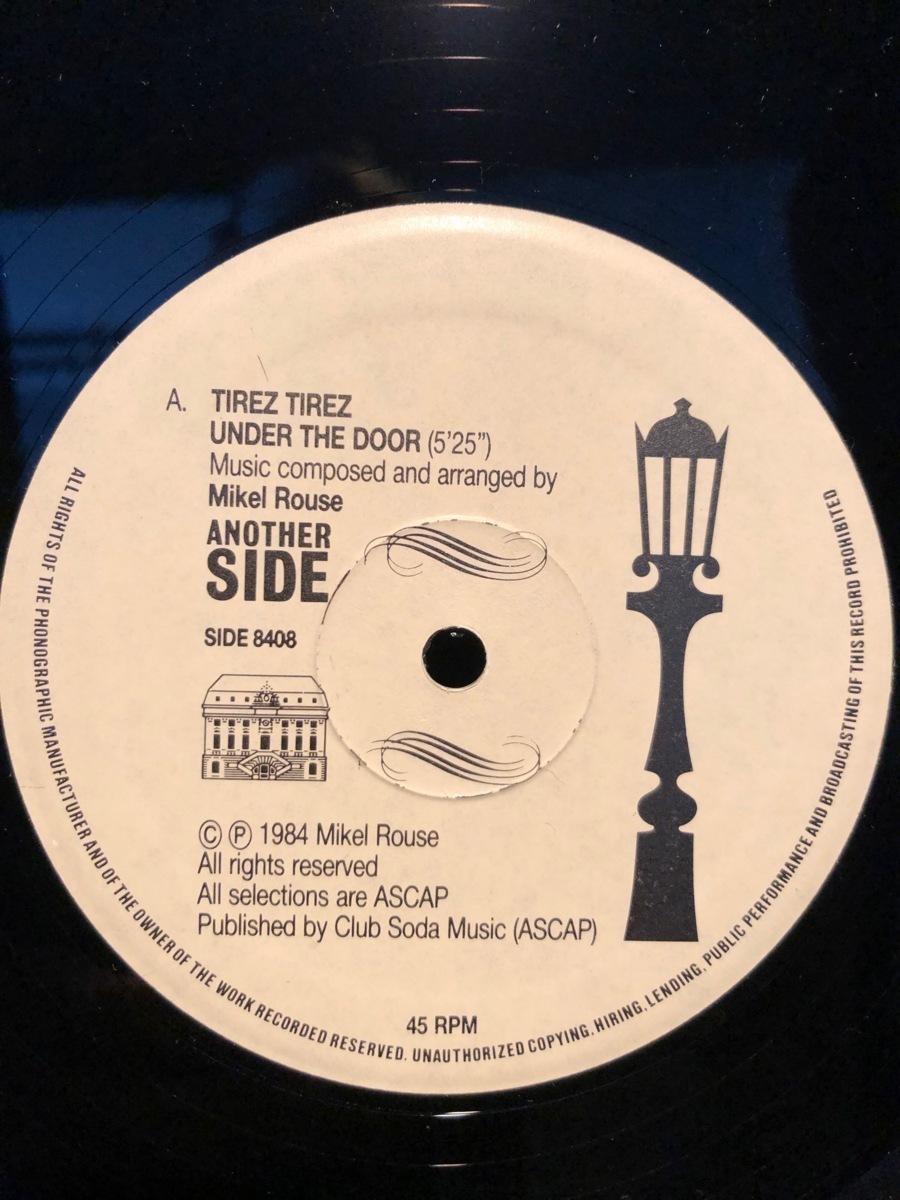 A. TIREZ TIREZ
UNDER THE DOOR (5'25")
Music composed and arranged by
Mikel Rouse
ANOTHER
SIDE
SIDE 8408
Ⓒ Ⓟ 1984 Mikel Rouse
All rights reserved
All selections are ASCAP
Published by Club Soda Music (ASCAP)
45 RPM
ALL RIGHTS OF THE PHONOGRAPHIC MANUFACTURER AND OF THE OWNER OF THE WORK RECORDED RESERVED. UNAUTHORIZED COPYING, HIRING, LENDING, PUBLIC PERFORMANCE AND BROADCASTING OF THIS RECORD PROHIBITED